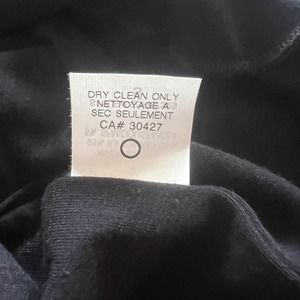 DRY CLEAN ONLY
NETTOYAGE A
SEC SEULEMENT
CA# 30427